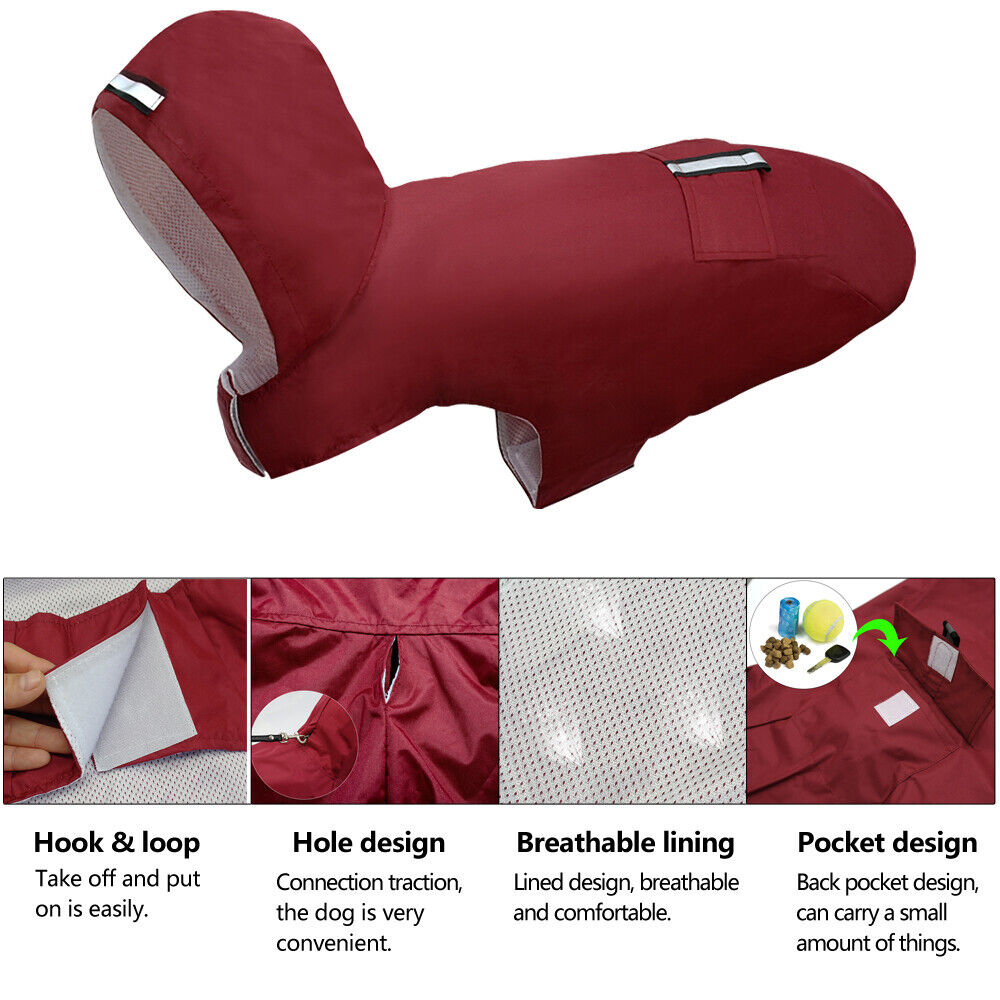 Hook & loop
Take off and put
on is easily.
Hole design
Connection traction,
the dog is very
convenient.
Breathable lining
Lined design, breathable
and comfortable.
Pocket design
Back pocket design,
can carry a small
amount of things.